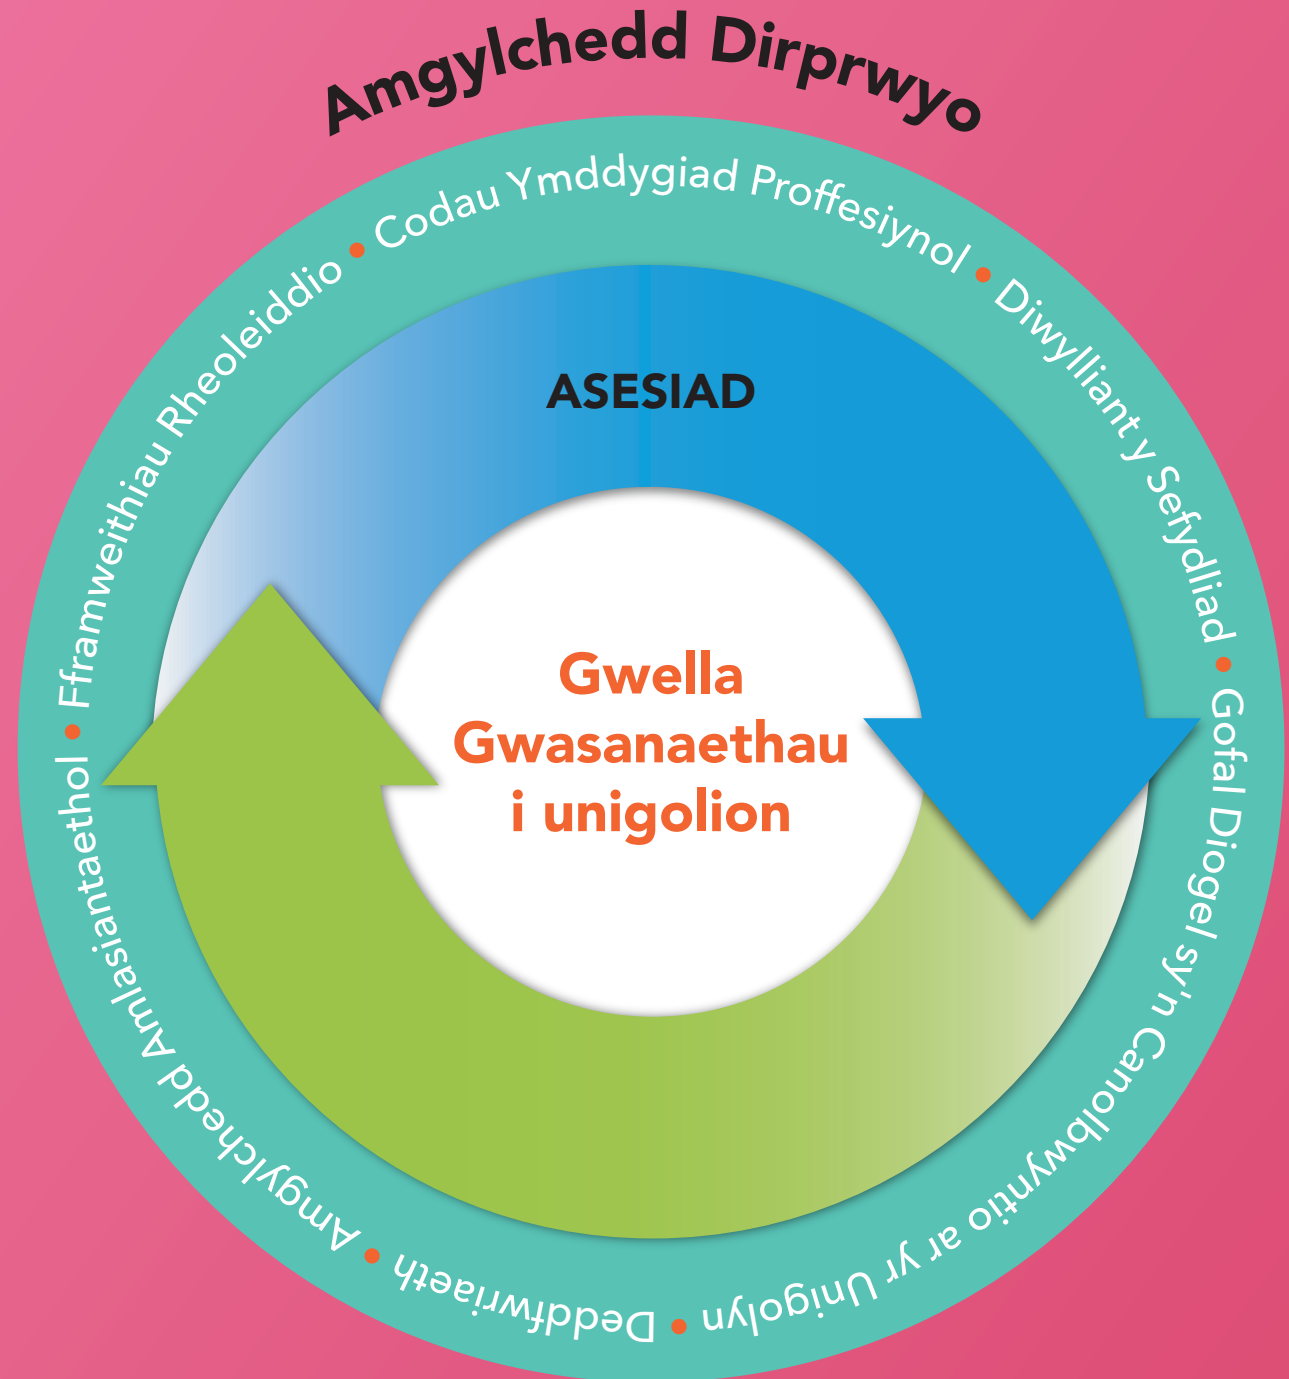 Amgylchedd Dirprwyo
Fframweithiau Rheoleiddio • Codau Ymddygiad Proffesiynol • Diwylliant y Sefydliad • Gofal Diogel sy'n Canolbwyntio ar yr Unigolyn • Deddfwriaeth • Amgylchedd Amlasiantaethol •
ASESIAD
Gwella
Gwasanaethau
i unigolion